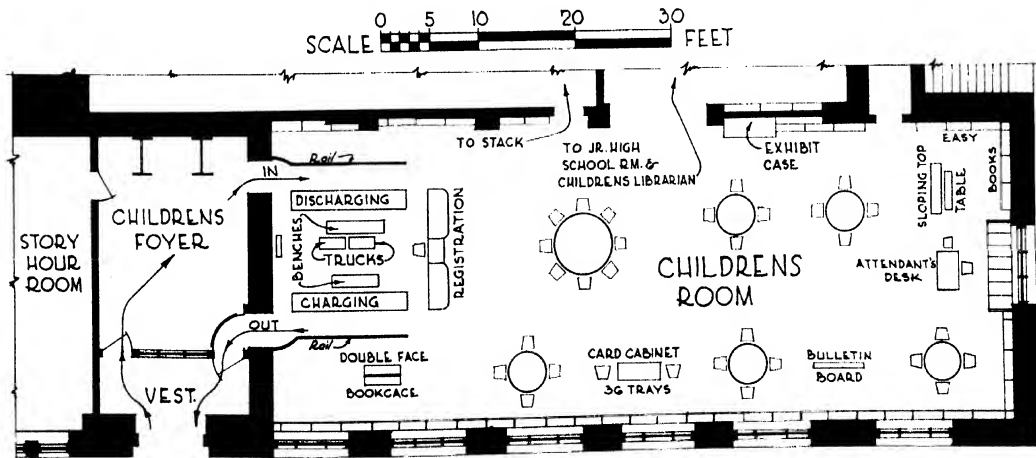 0 5 10 20 30
SCALE FEET
TO STACK
TO JR. HIGH
SCHOOL RM. &
CHILDRENS LIBRARIAN
EXHIBIT
CASE
EASY
BOOKS
SLOPING TOP
TABLE
Rail
IN
DISCHARGING
BENCHES
TRUCKS
CHARGING
REGISTRATION
CHILDRENS
FOYER
STORY
HOUR
ROOM
CHILDRENS
ROOM
ATTENDANT'S
DESK
OUT
Rail
DOUBLE FACE
BOOKCACE
CARD CABINET
36 TRAYS
BULLETIN
BOARD
VEST.